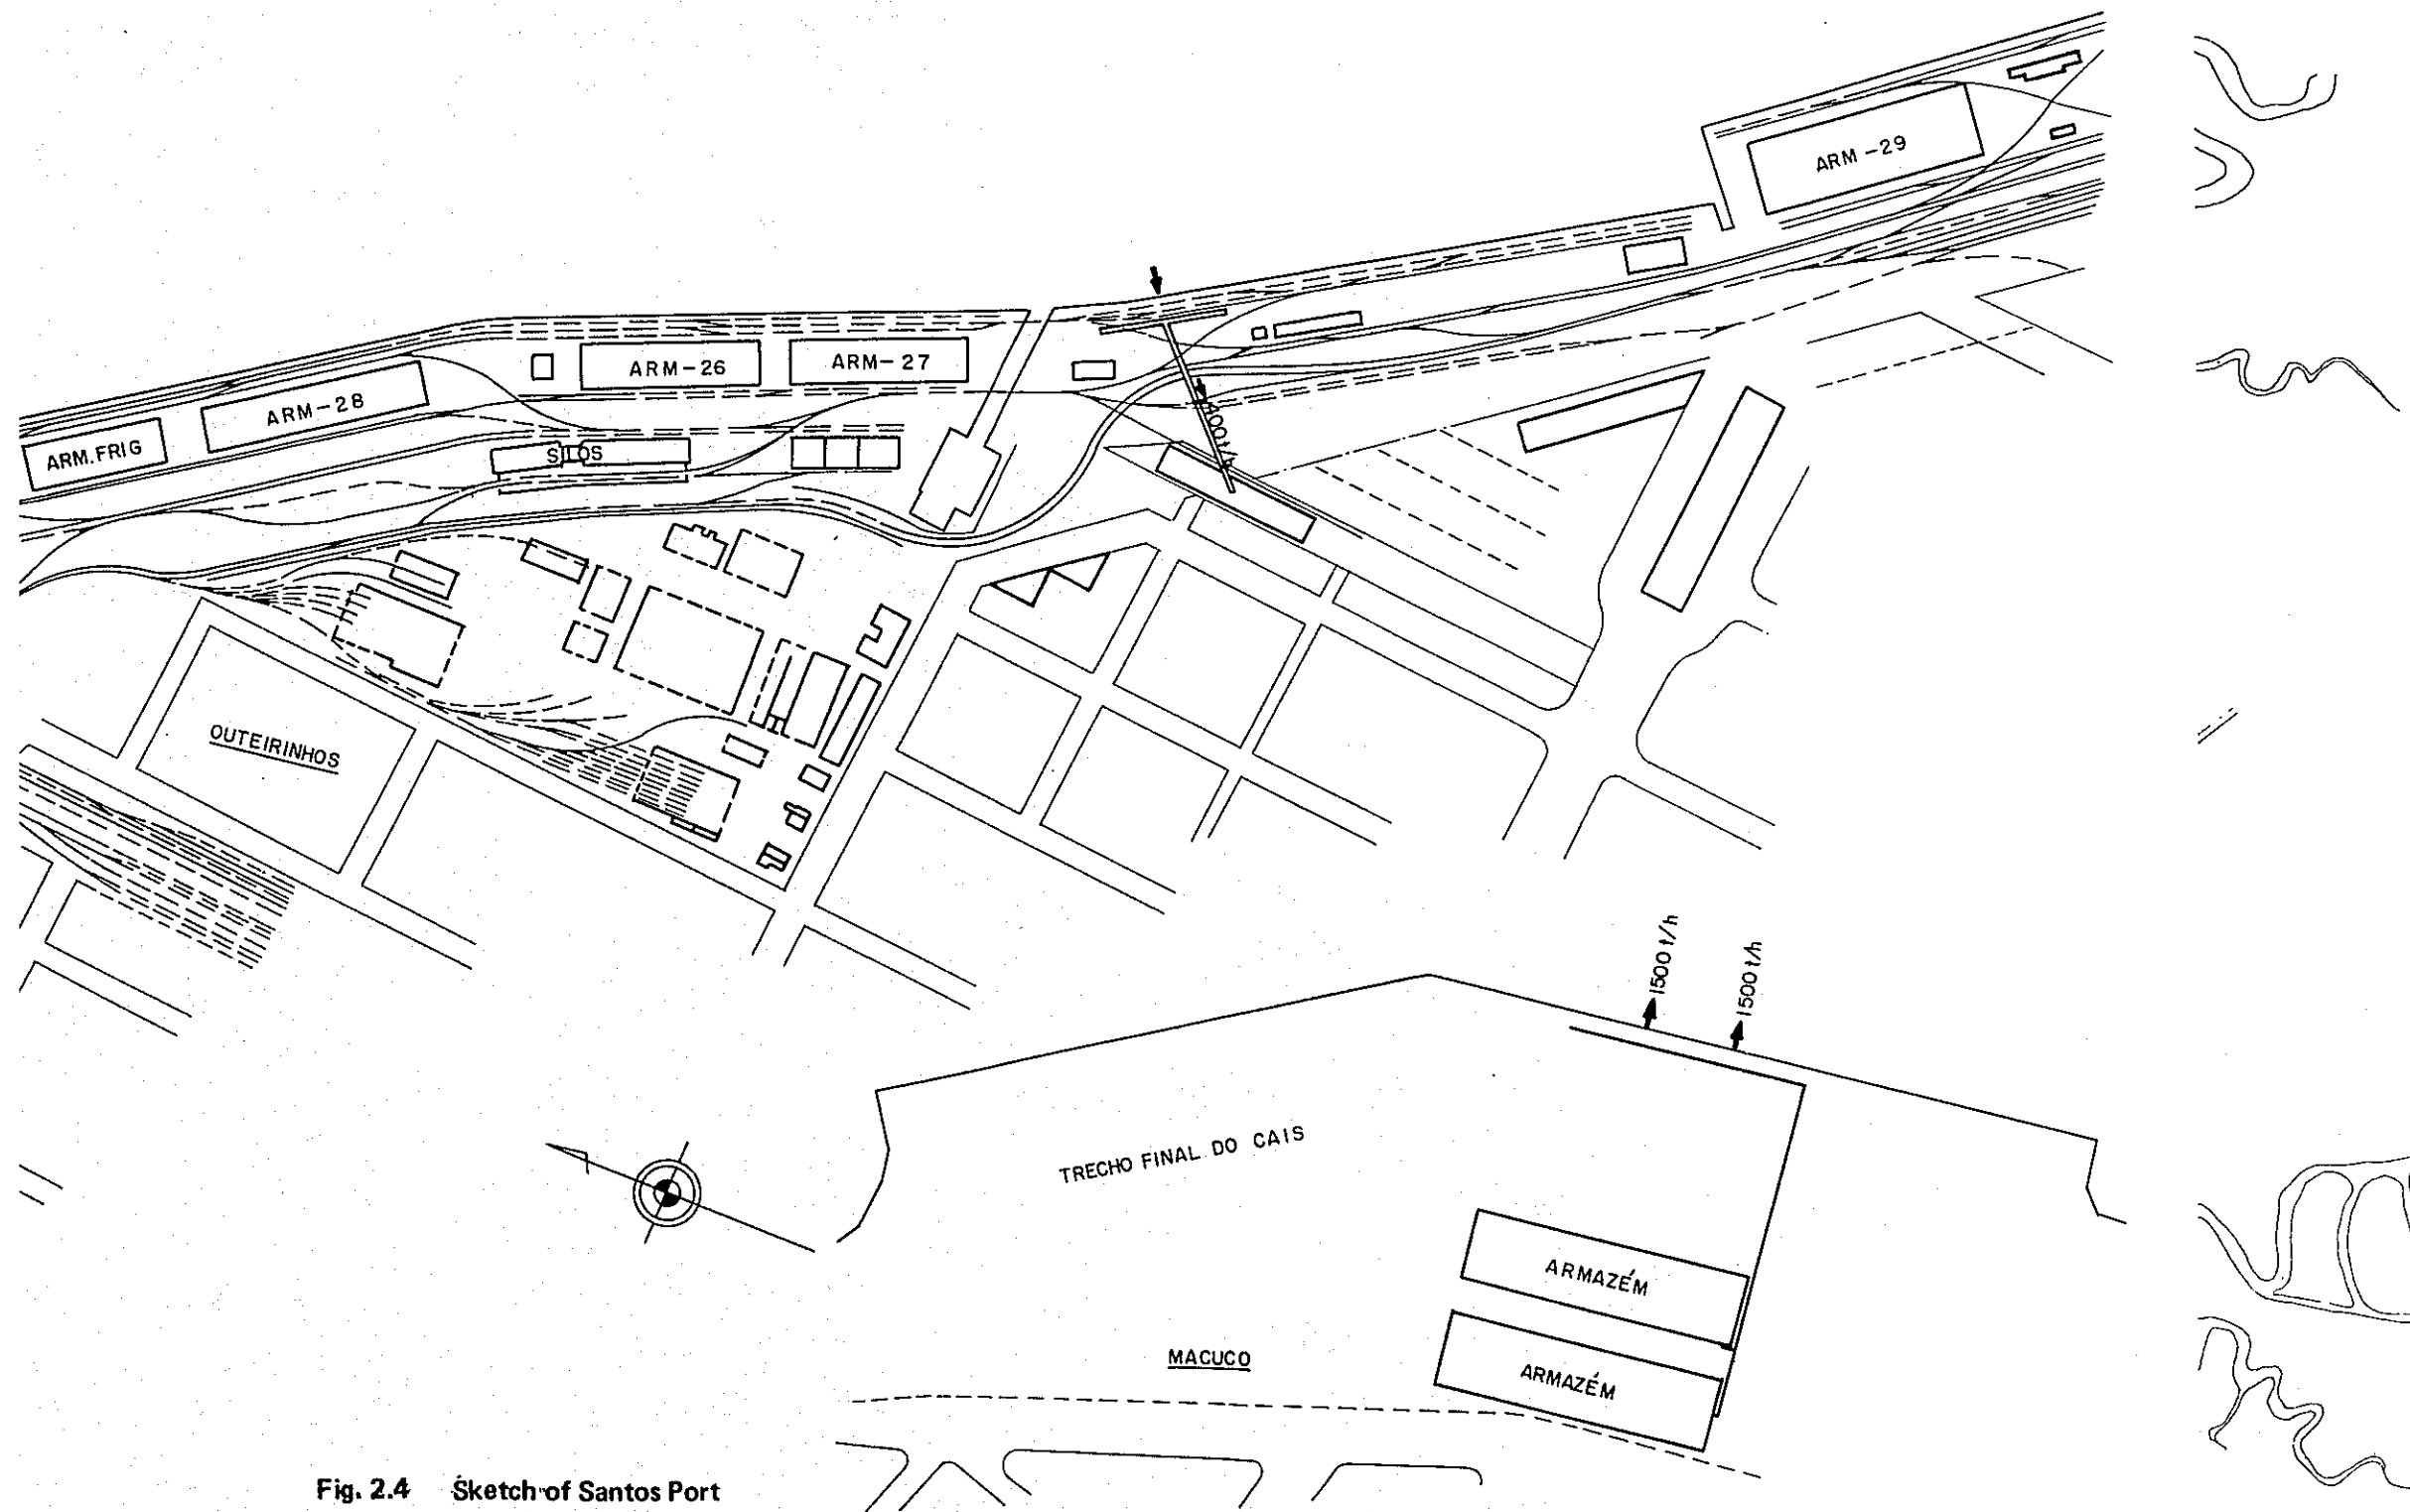 ARM -29
ARM-26
ARM-27
ARM-28
ARM.FRIG
SILOS
400t/h
OUTEIRINHOS
1500 t/h
1500 t/h
TRECHO FINAL DO CAIS
ARMAZÉM
MACUCO
ARMAZÉM
Fig. 2.4 Sketch of Santos Port